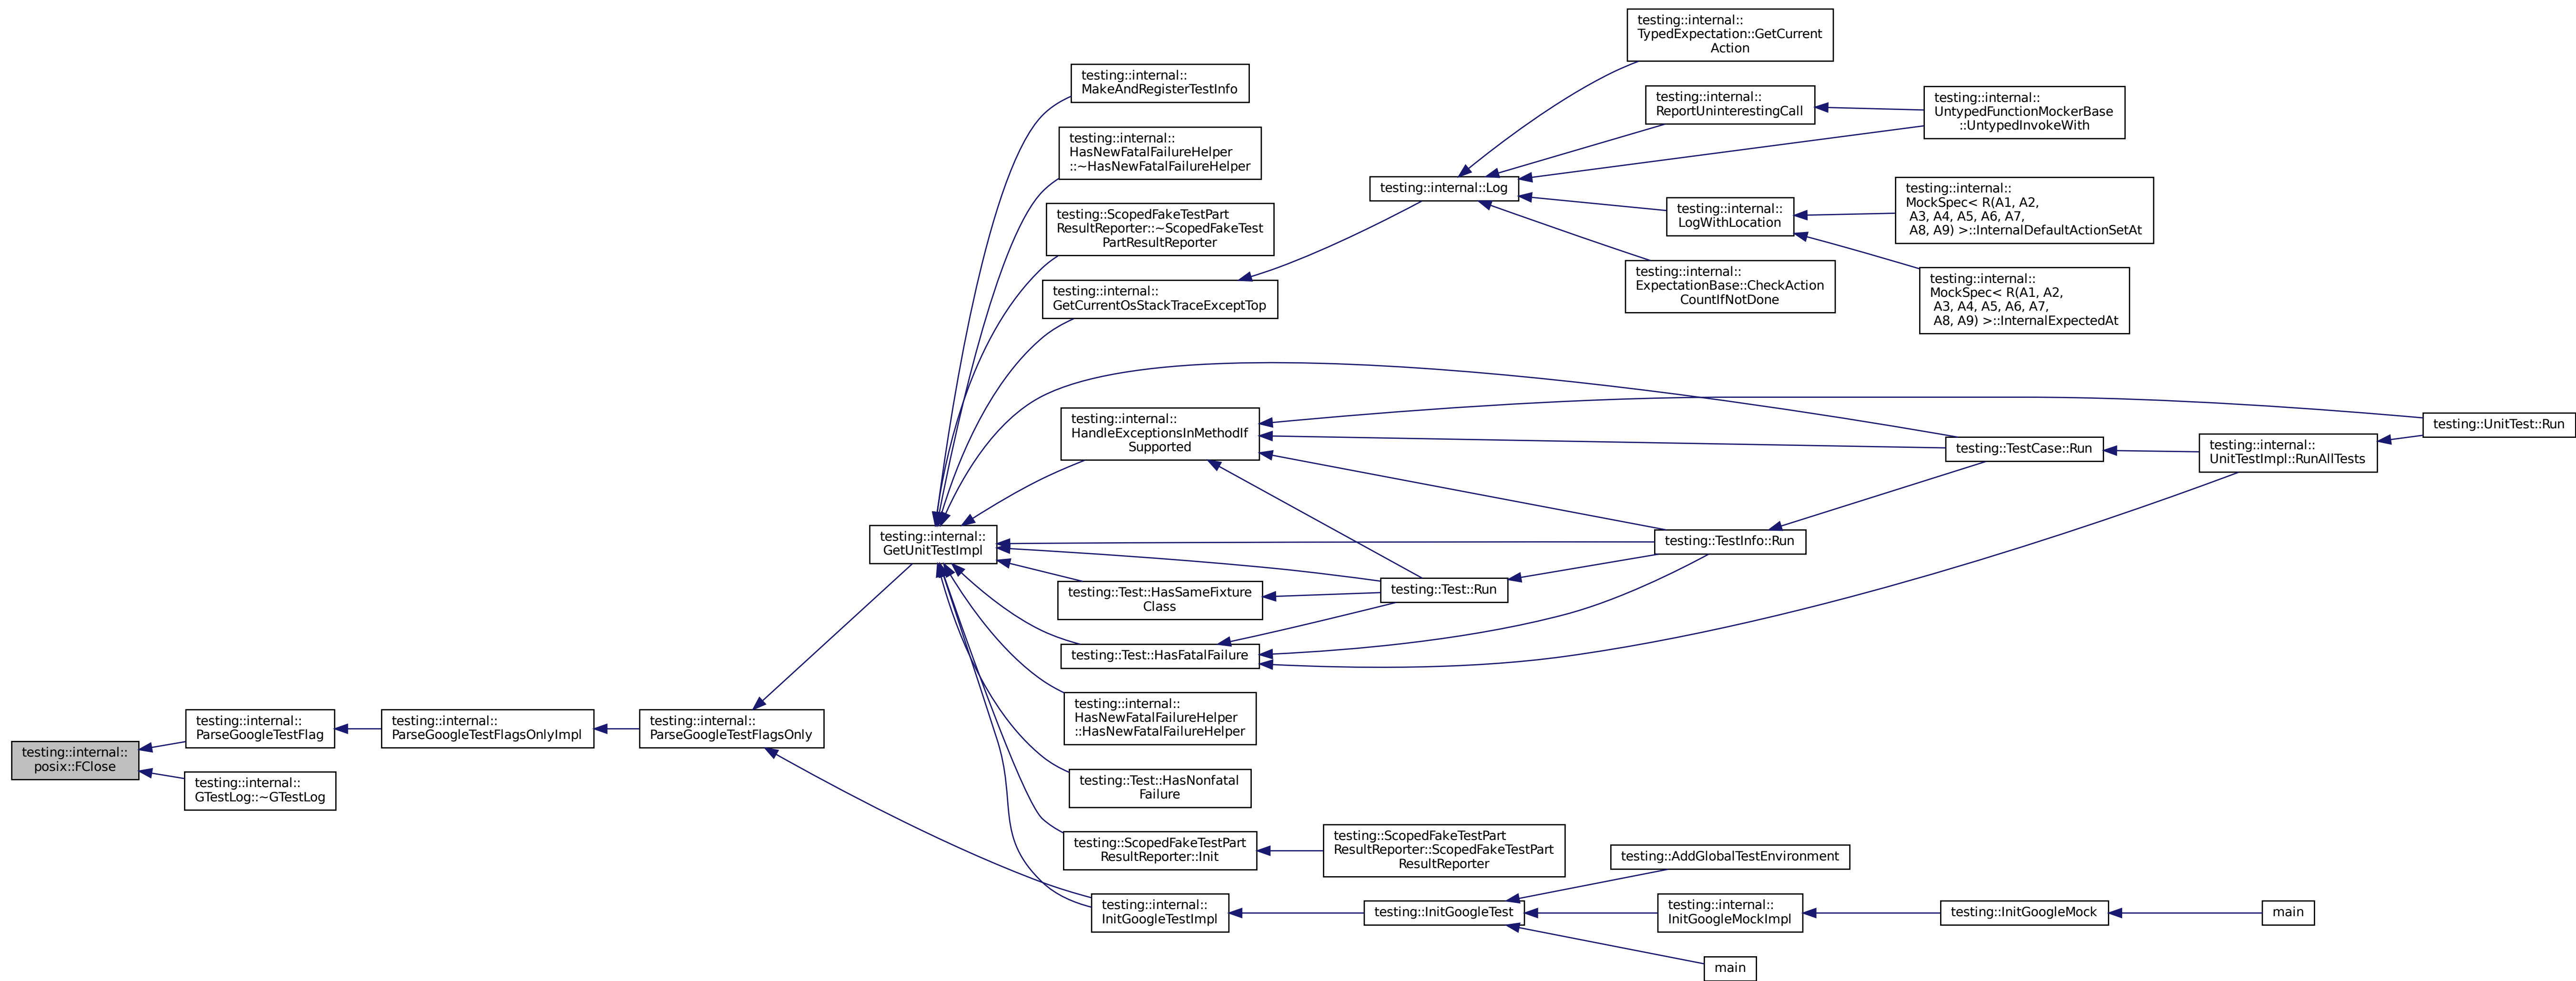 testing::internal::
TypedExpectation::GetCurrent
Action
testing::internal::
MakeAndRegisterTestInfo
testing::internal::
ReportUninterestingCall
testing::internal::
UntypedFunctionMockerBase
::UntypedInvokeWith
testing::internal::
HasNewFatalFailureHelper
::~HasNewFatalFailureHelper
testing::internal::Log
testing::internal::
LogWithLocation
testing::internal::
MockSpec< R(A1, A2,
A3, A4, A5, A6, A7,
A8, A9) >::InternalDefaultActionSetAt
testing::ScopedFakeTestPart
ResultReporter::~ScopedFakeTest
PartResultReporter
testing::internal::
GetCurrentOsStackTraceExceptTop
testing::internal::
ExpectationBase::CheckAction
CountIfNotDone
testing::internal::
MockSpec< R(A1, A2,
A3, A4, A5, A6, A7,
A8, A9) >::InternalExpectedAt
testing::internal::
HandleExceptionsInMethodIf
Supported
testing::TestCase::Run
testing::internal::
UnitTestImpl::RunAllTests
testing::UnitTest::Run
testing::internal::
GetUnitTestImpl
testing::TestInfo::Run
testing::Test::HasSameFixture
Class
testing::Test::Run
testing::Test::HasFatalFailure
testing::internal::
HasNewFatalFailureHelper
::HasNewFatalFailureHelper
testing::internal::
posix::FClose
testing::internal::
ParseGoogleTestFlag
testing::internal::
ParseGoogleTestFlagsOnlyImpl
testing::internal::
ParseGoogleTestFlagsOnly
testing::internal::
GTestLog::~GTestLog
testing::Test::HasNonfatal
Failure
testing::ScopedFakeTestPart
ResultReporter::Init
testing::ScopedFakeTestPart
ResultReporter::ScopedFakeTestPart
ResultReporter
testing::AddGlobalTestEnvironment
testing::internal::
InitGoogleTestImpl
testing::InitGoogleTest
testing::internal::
InitGoogleMockImpl
testing::InitGoogleMock
main
main